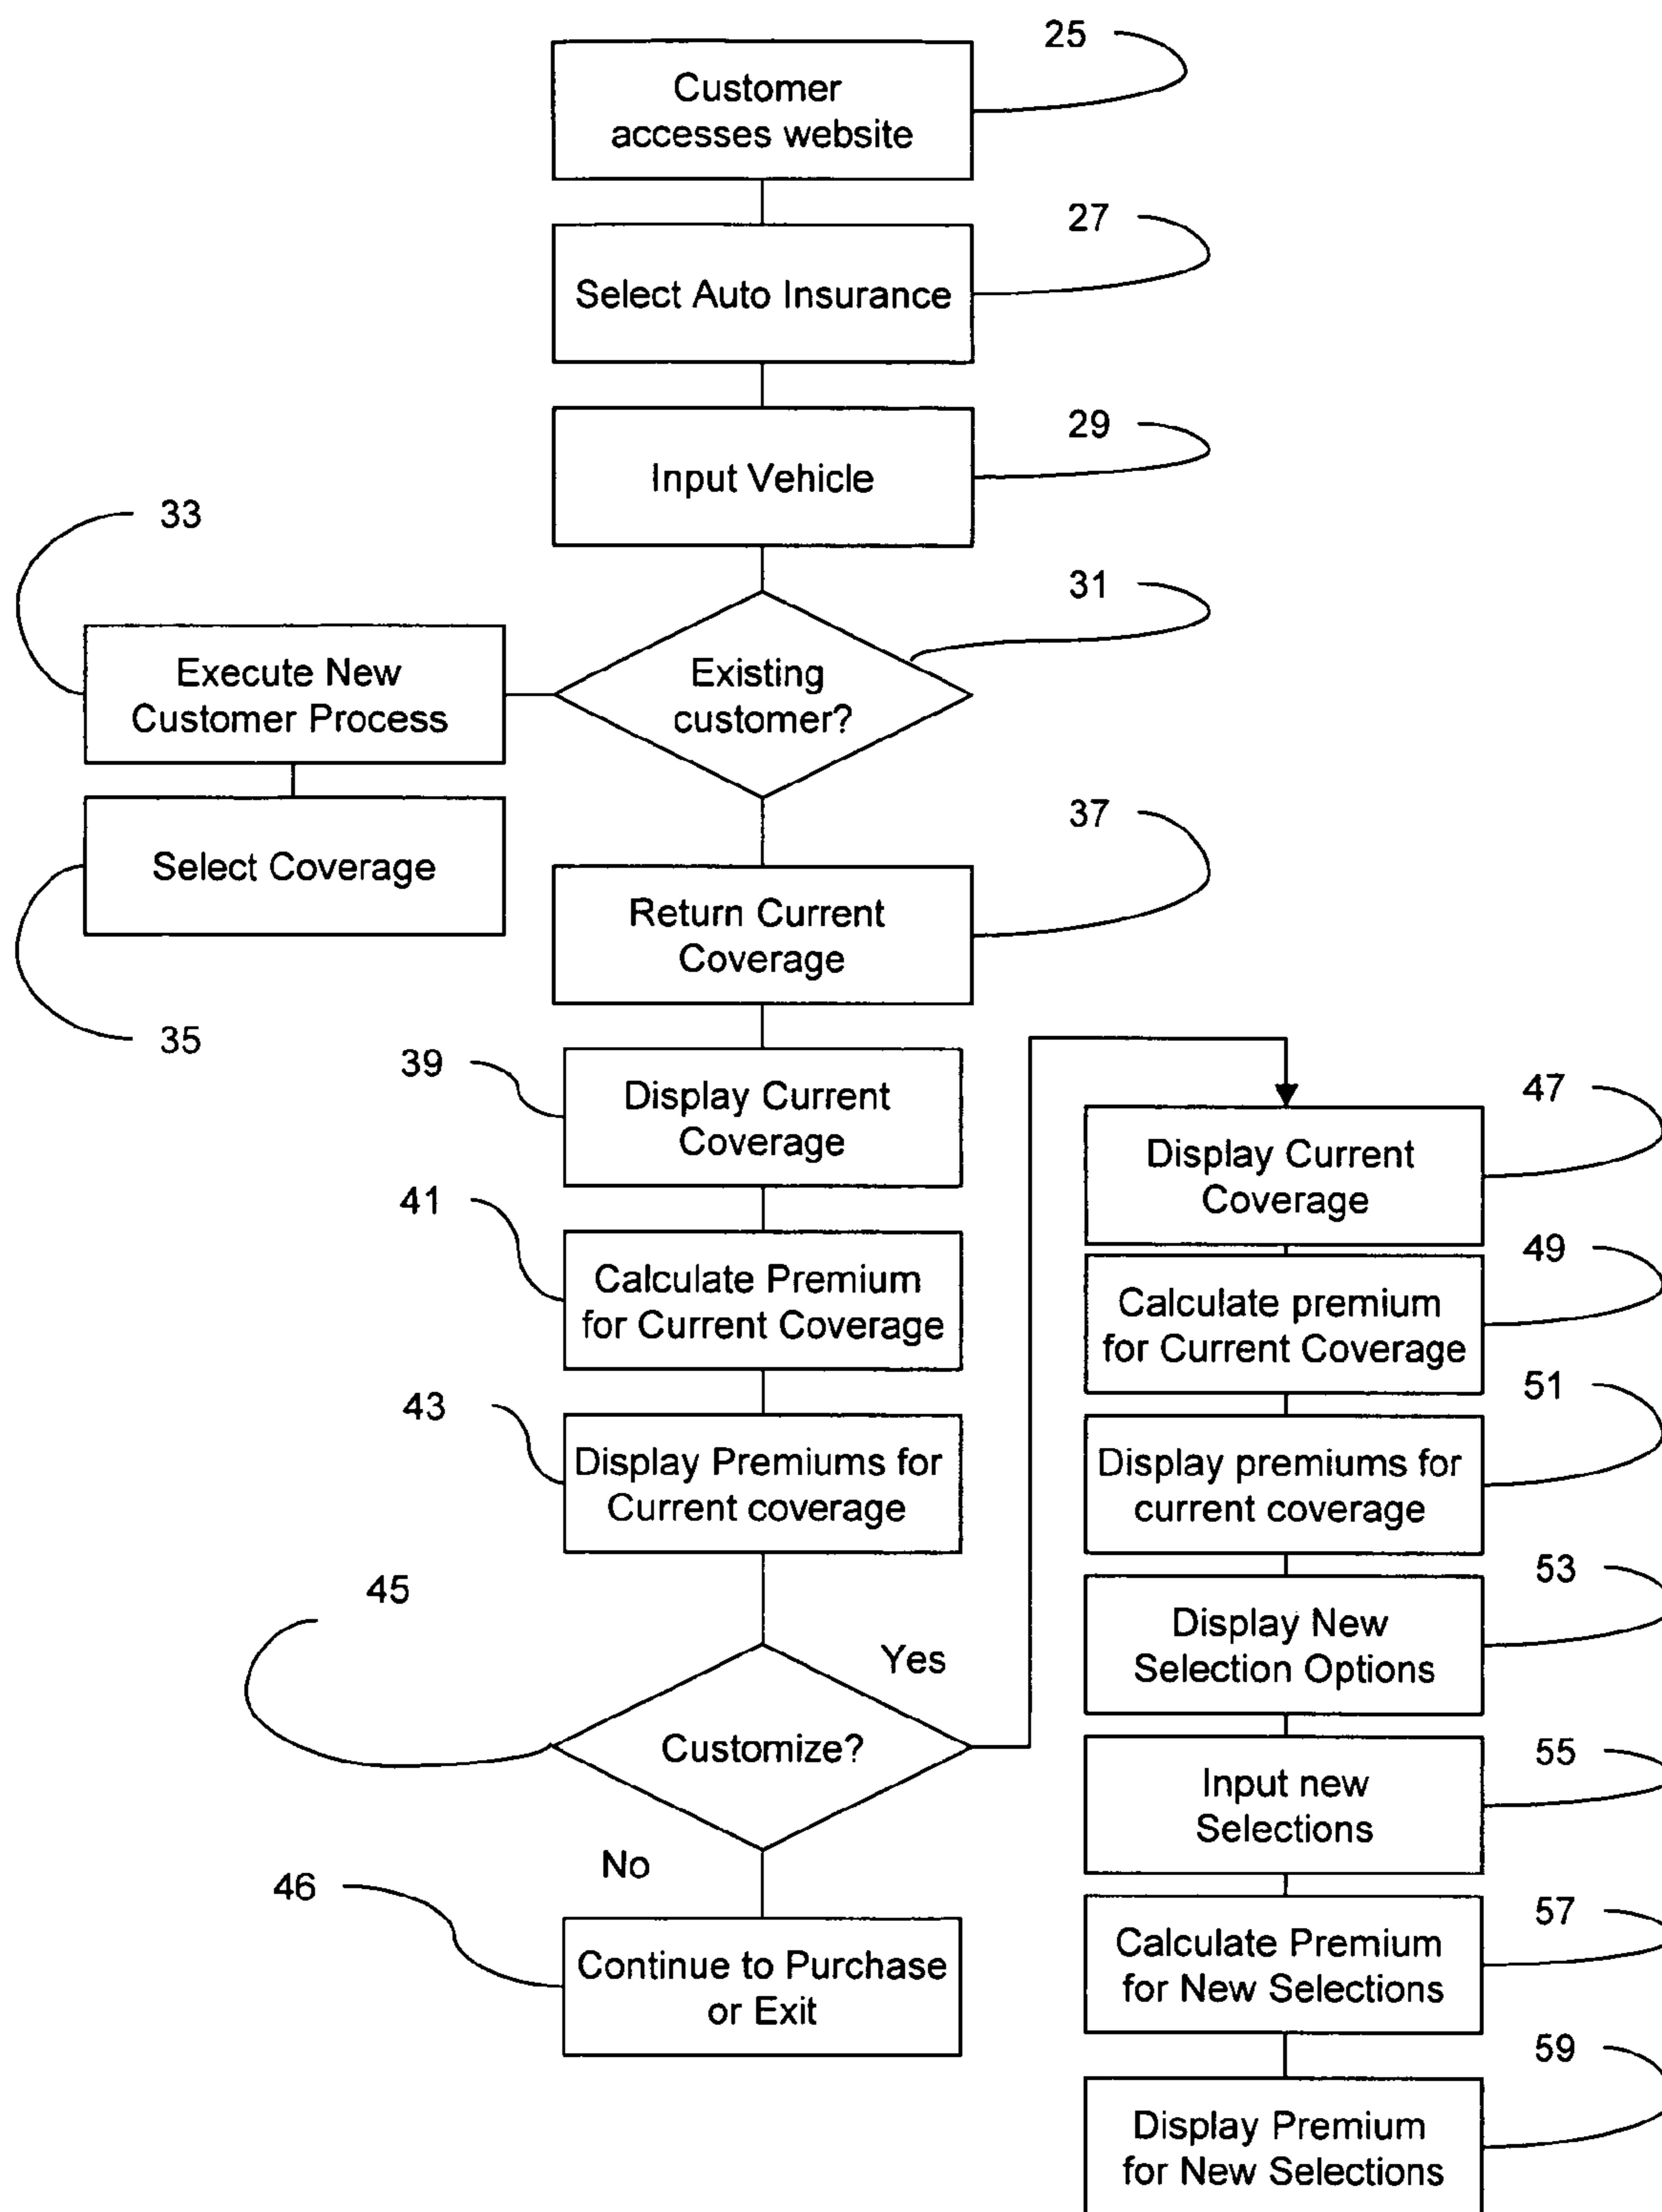 25
Customer
accesses website
27
Select Auto Insurance
29
Input Vehicle
33
31
Execute New
Customer Process
Existing
customer?
37
Select Coverage
Return Current
Coverage
35
39
Display Current
Coverage
41
Calculate Premium
for Current Coverage
43
Display Premiums for
Current coverage
45
Yes
Customize?
No
46
Continue to Purchase
or Exit
47
Display Current
Coverage
49
Calculate premium
for Current Coverage
51
Display premiums for
current coverage
53
Display New
Selection Options
55
Input new
Selections
57
Calculate Premium
for New Selections
59
Display Premium
for New Selections